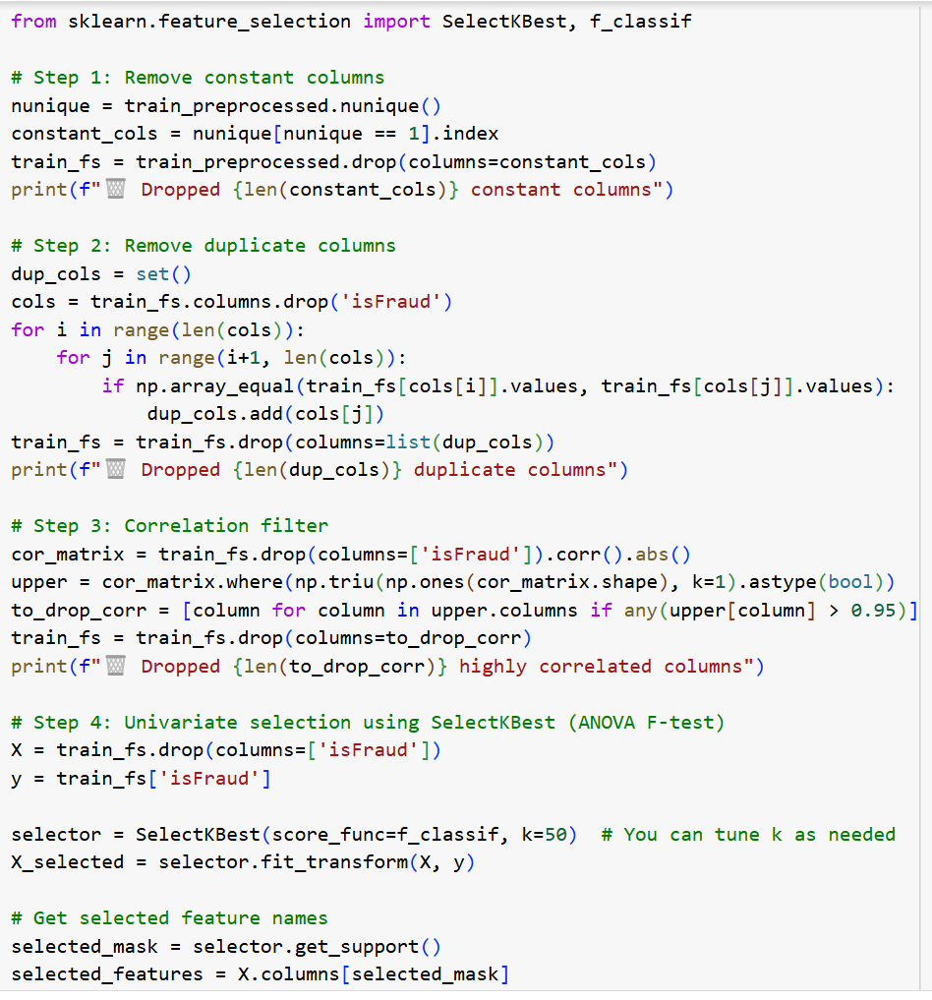 from sklearn.feature_selection import SelectKBest, f_classif

# Step 1: Remove constant columns
nunique = train_preprocessed.nunique()
constant_cols = nunique[nunique == 1].index
train_fs = train_preprocessed.drop(columns=constant_cols)
print(f"🗑 Dropped {len(constant_cols)} constant columns")

# Step 2: Remove duplicate columns
dup_cols = set()
cols = train_fs.columns.drop('isFraud')
for i in range(len(cols)):
    for j in range(i+1, len(cols)):
        if np.array_equal(train_fs[cols[i]].values, train_fs[cols[j]].values):
            dup_cols.add(cols[j])
train_fs = train_fs.drop(columns=list(dup_cols))
print(f"🗑 Dropped {len(dup_cols)} duplicate columns")

# Step 3: Correlation filter
cor_matrix = train_fs.drop(columns=['isFraud']).corr().abs()
upper = cor_matrix.where(np.triu(np.ones(cor_matrix.shape), k=1).astype(bool))
to_drop_corr = [column for column in upper.columns if any(upper[column] > 0.95)]
train_fs = train_fs.drop(columns=to_drop_corr)
print(f"🗑 Dropped {len(to_drop_corr)} highly correlated columns")

# Step 4: Univariate selection using SelectKBest (ANOVA F-test)
X = train_fs.drop(columns=['isFraud'])
y = train_fs['isFraud']

selector = SelectKBest(score_func=f_classif, k=50)  # You can tune k as needed
X_selected = selector.fit_transform(X, y)

# Get selected feature names
selected_mask = selector.get_support()
selected_features = X.columns[selected_mask]